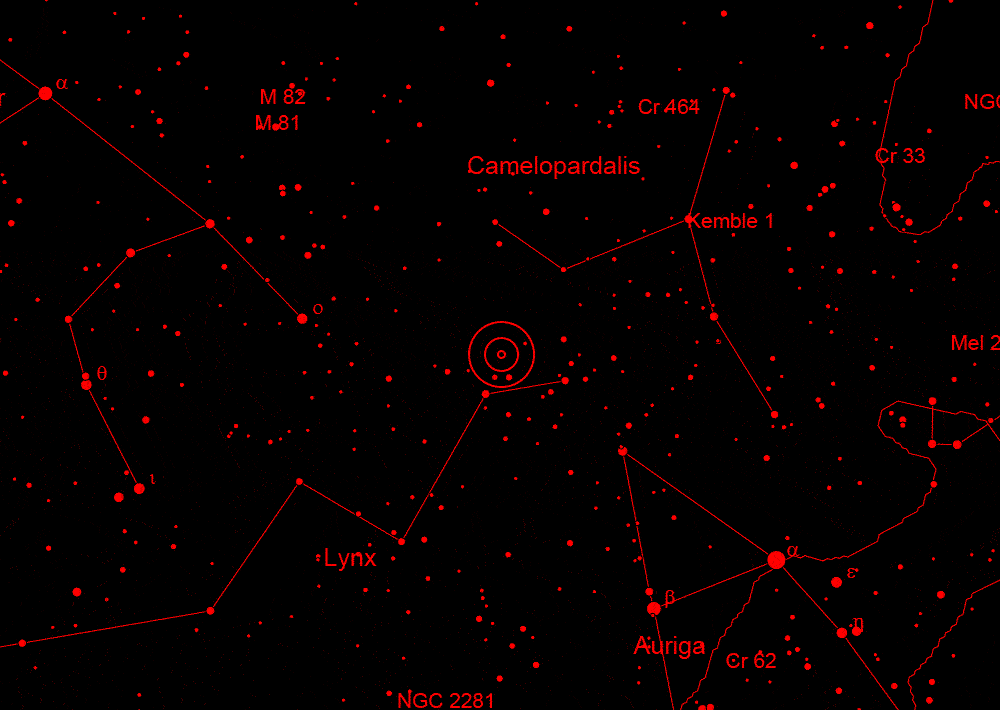 α
r
M 82
M 81
Cr 464
NGC
Cr 33
Camelopardalis
Kemble 1
ο
Mel 2
θ
ι
Lynx
α
ε
β
η
Auriga
Cr 62
NGC 2281